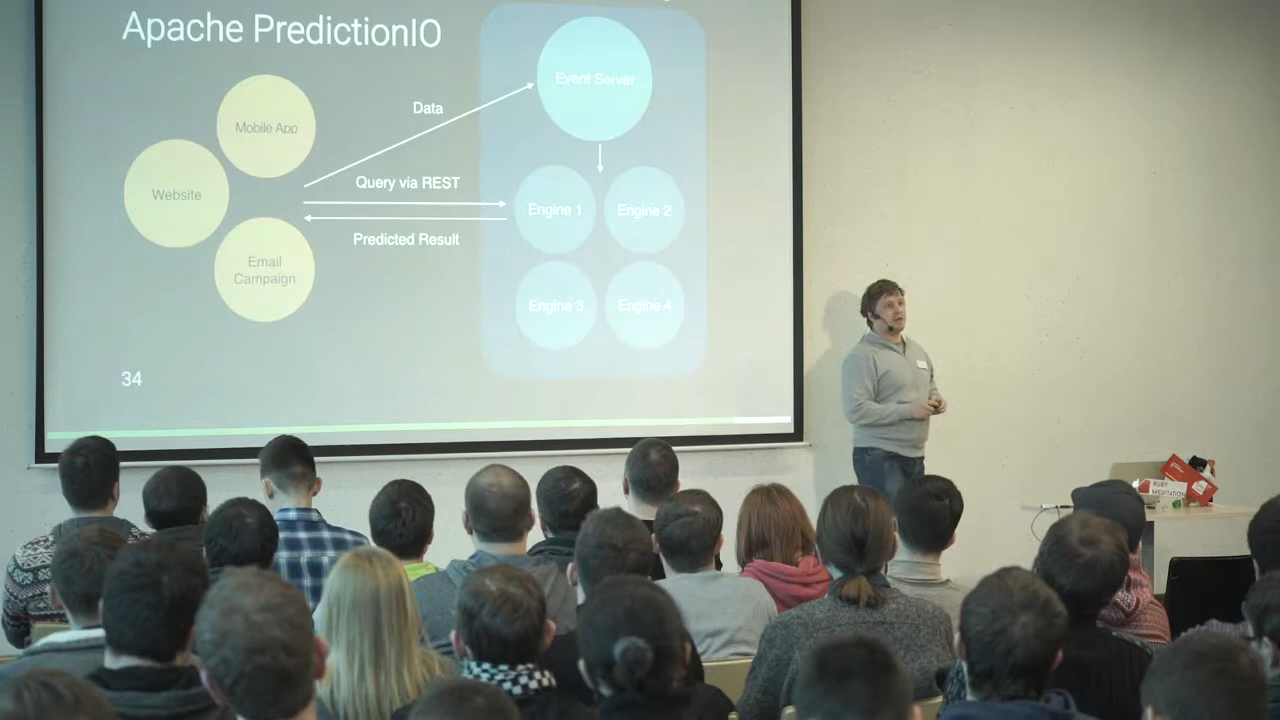 Apache PredictionIO
Event Server
Data
Mobile App
Website
Query via REST
Engine 1
Engine 2
Predicted Result
Email
Campaign
Engine 3
Engine 4
34
RUBY
MEDITATION